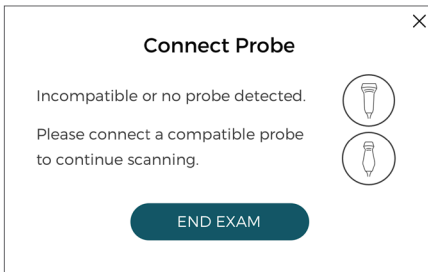 Connect Probe
Incompatible or no probe detected.
Please connect a compatible probe
to continue scanning.
END EXAM